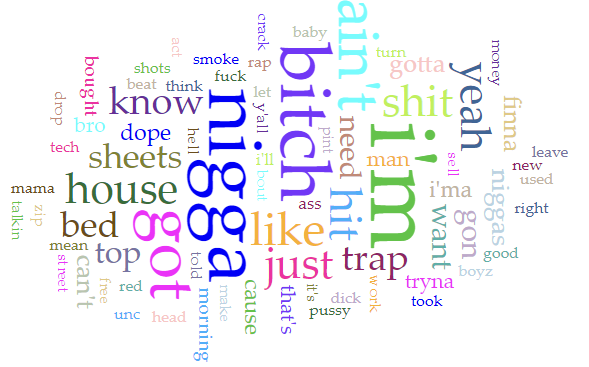 crack
baby
ain't
turn
act
shots
smoke
fuck
rap
bitch
gotta
money
bought
beat
think
let
y'all
shit
yeah
finna
drop
know
nigga
pint
need
i'm
bro
dope
hell
i'll
man
sell
leave
new
tech
sheets
boul
hit
i'ma
niggas
used
mama
house
ass
want
gon
right
talkin
zip
bed
got
like
good
mean
top
just
trap
boyz
street
can't
told
tryna
free
red
morning
make
cause
that's
it's
dick
work
took
unc
head
pussy